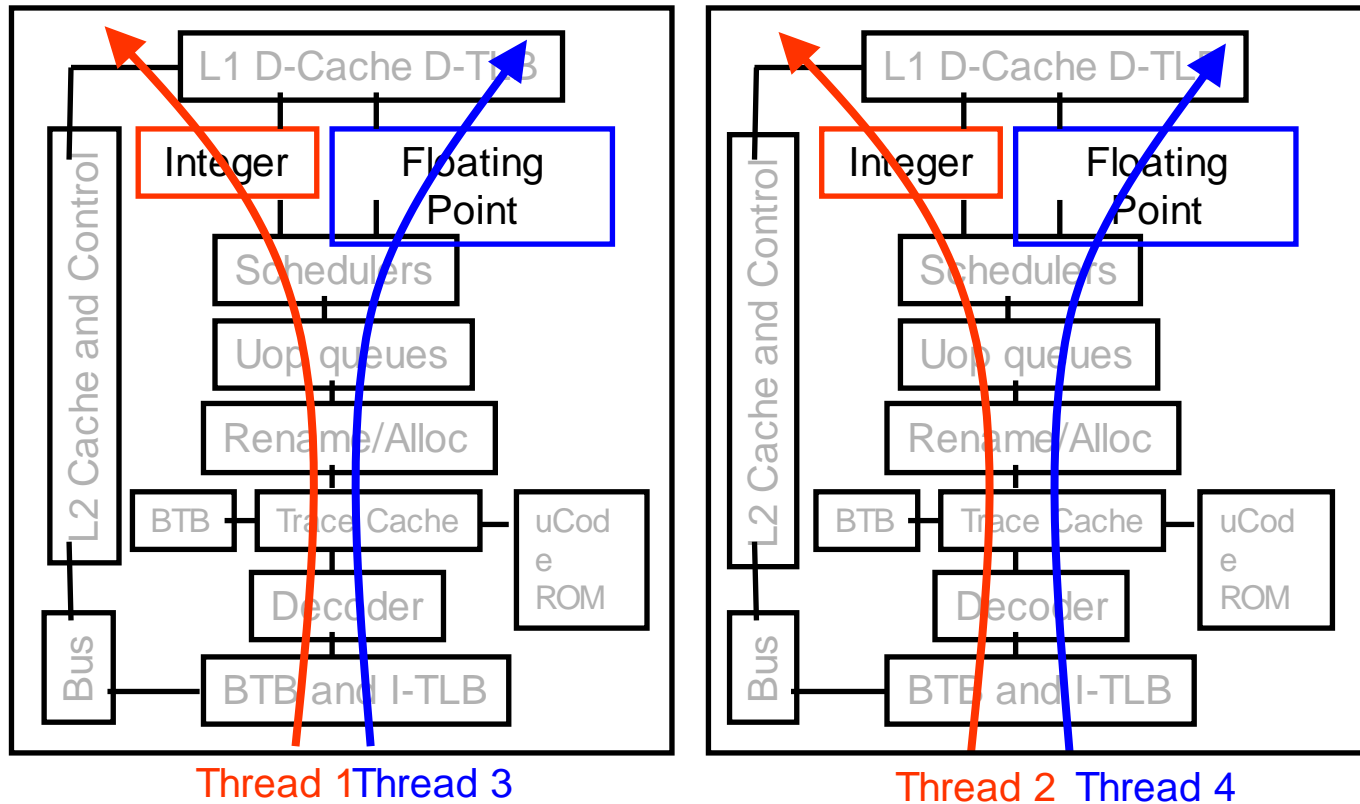 L1 D-Cache D-TLB
Integer
Floating
Point
L2 Cache and Control
Schedulers
Uop queues
Rename/Alloc
BTB
Trace Cache
uCod
e
ROM
Decoder
Bus
BTB and I-TLB
Thread 1
Thread 3
L1 D-Cache D-TLB
Integer
Floating
Point
L2 Cache and Control
Schedulers
Uop queues
Rename/Alloc
BTB
Trace Cache
uCod
e
ROM
Decoder
Bus
BTB and I-TLB
Thread 2
Thread 4